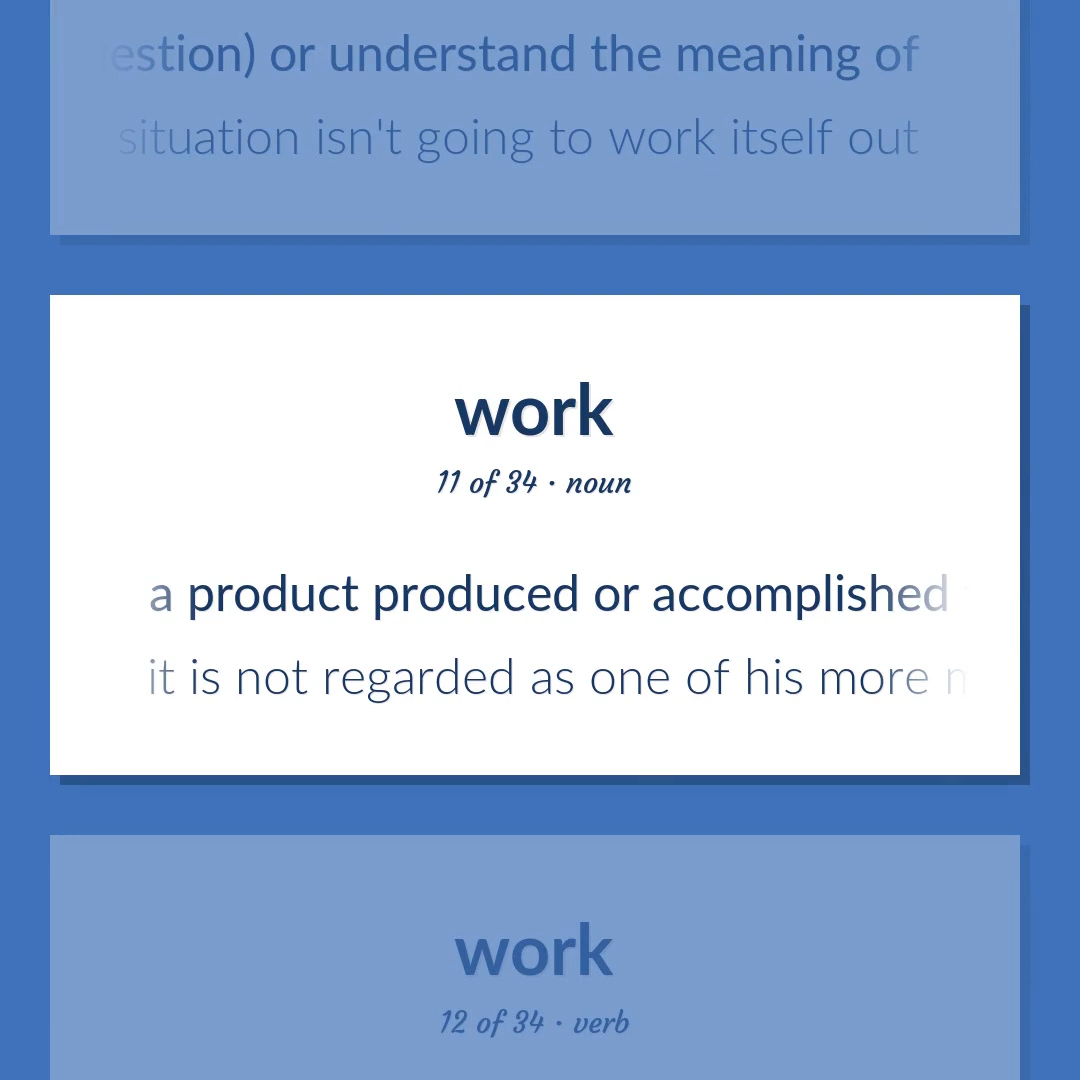 estion) or understand the meaning of
situation isn't going to work itself out
work
11 of 34 · noun
a product produced or accomplished
it is not regarded as one of his more
work
12 of 34 · verb